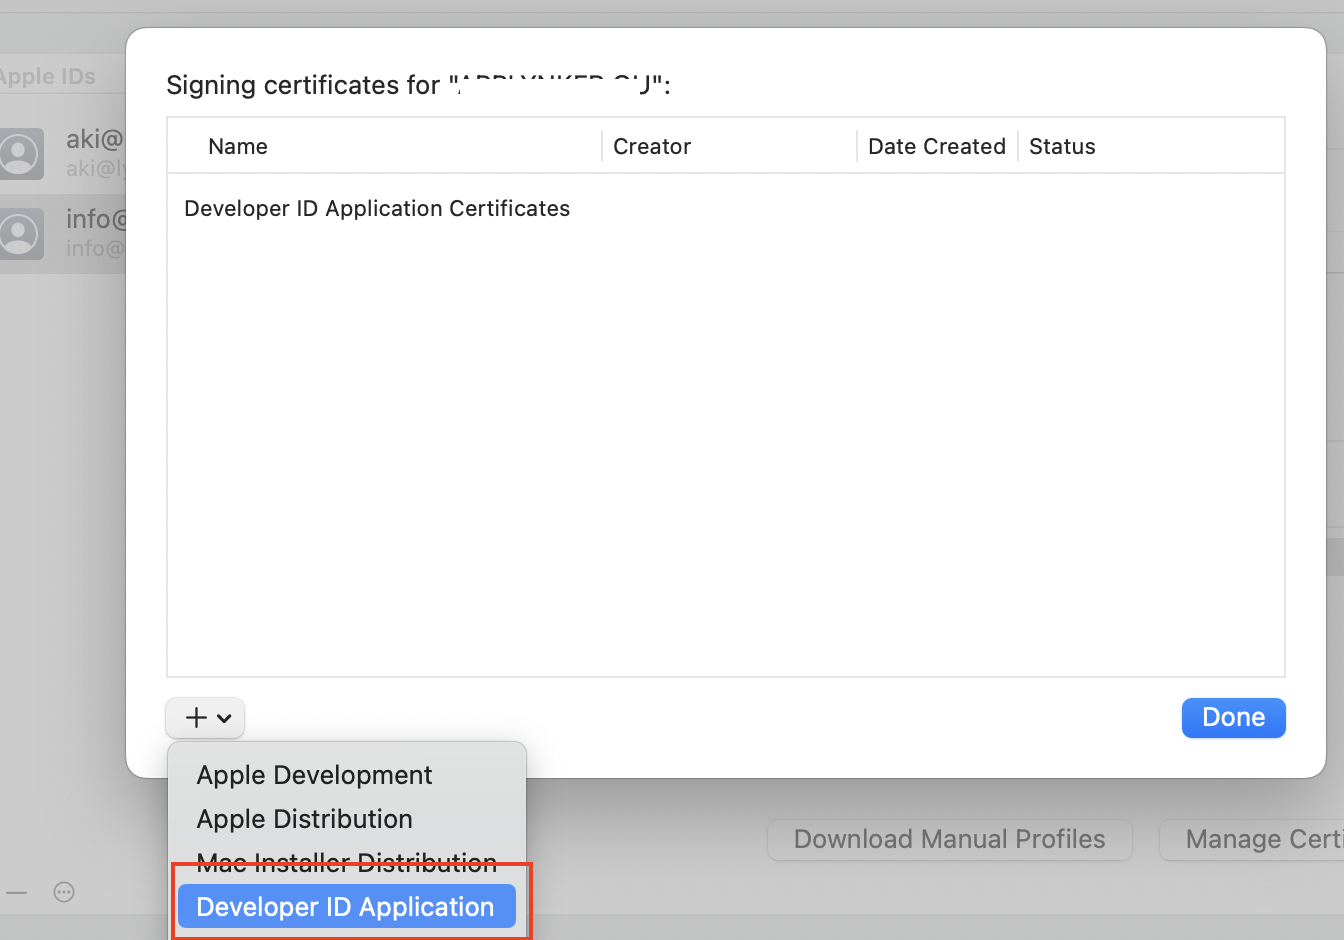 Apple IDs
Signing certificates for
aki@
aki@ly
info@
info@
Name Creator Date Created Status
Developer ID Application Certificates
Done
Apple Development
Apple Distribution
Mac Installer Distribution
Developer ID Application
Download Manual Profiles
Manage Certi